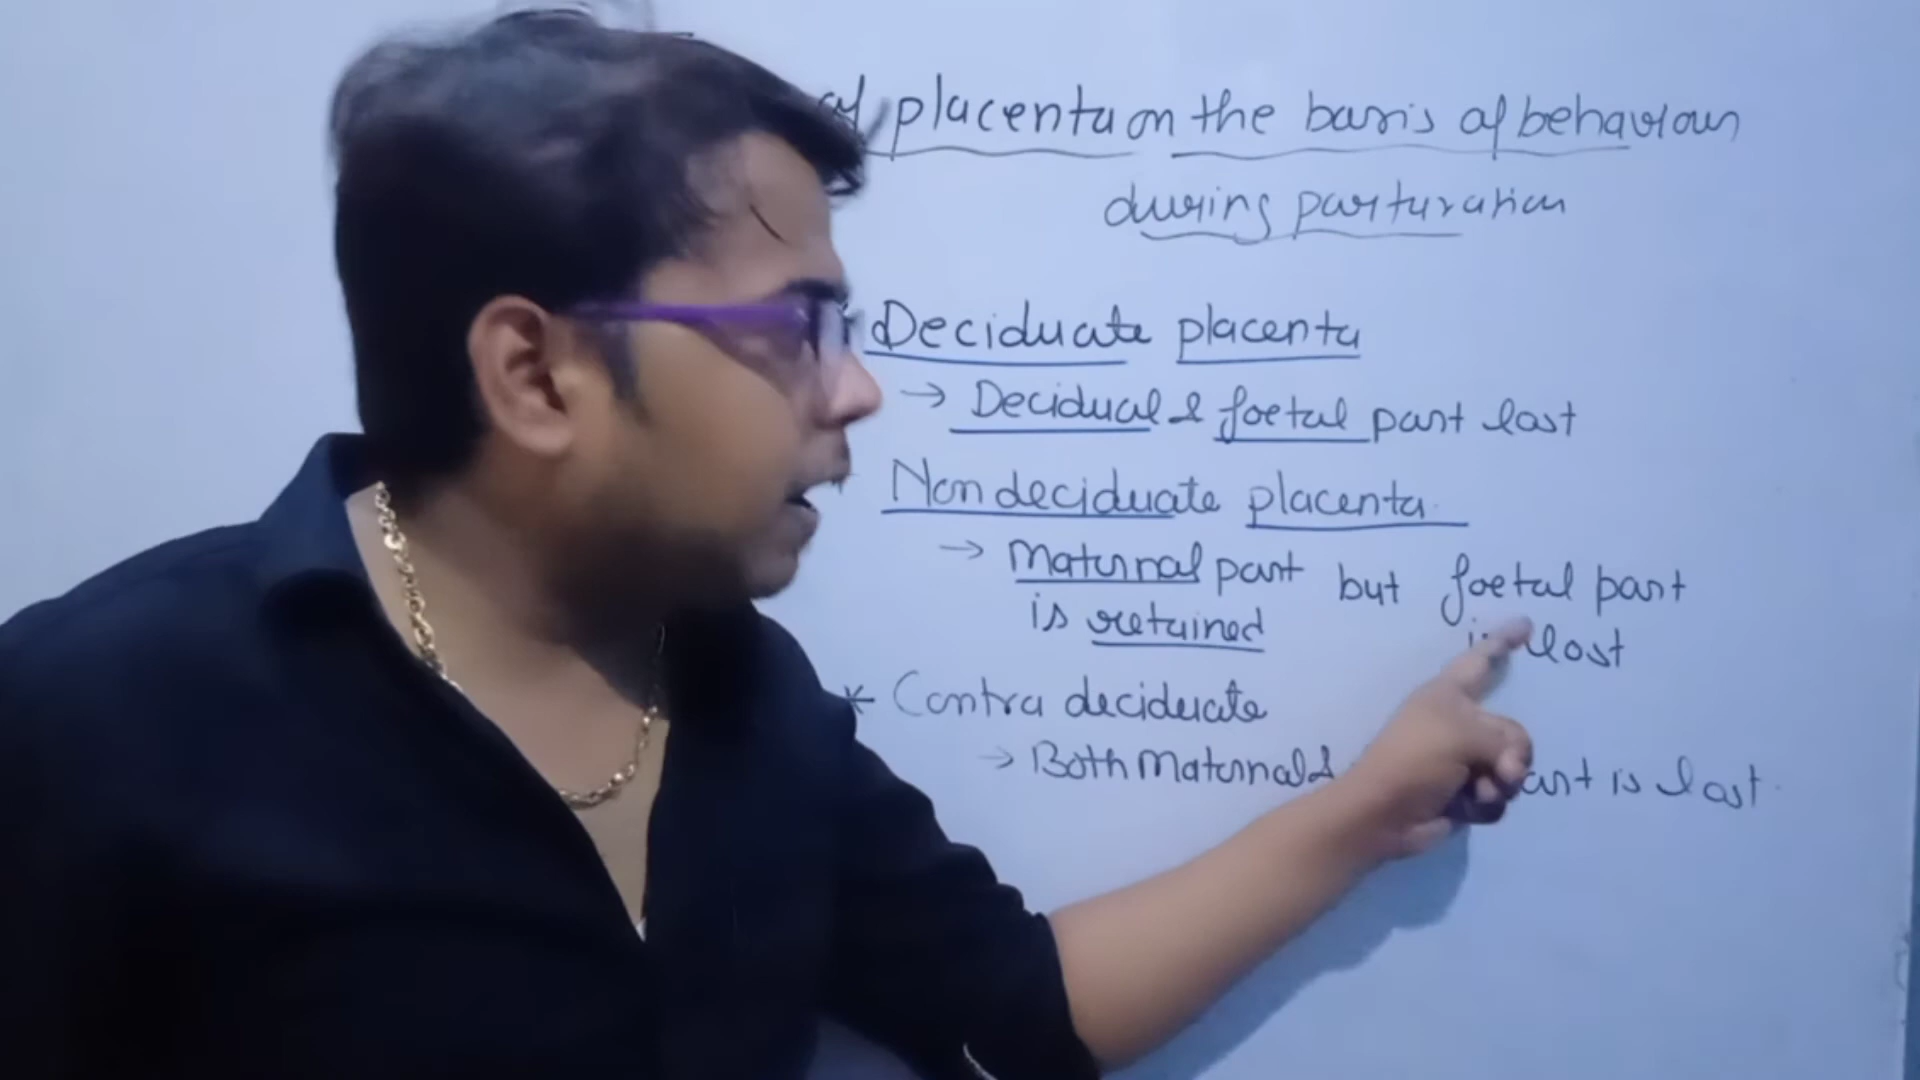 of placenta on the basis of behaviour
during parturation
Deciduate placenta
→ Decidual & foetal part last
Non deciduate placenta.
→ Maturnal part but foetal part
is retained is lost
* Contra deciduate
→ Both Maturnal & part is last.